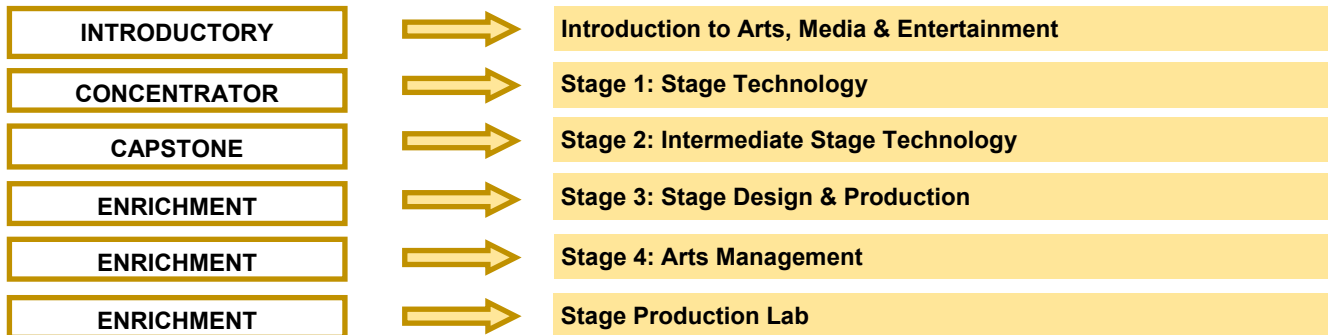 INTRODUCTORY
Introduction to Arts, Media & Entertainment
CONCENTRATOR
Stage 1: Stage Technology
CAPSTONE
Stage 2: Intermediate Stage Technology
ENRICHMENT
Stage 3: Stage Design & Production
ENRICHMENT
Stage 4: Arts Management
ENRICHMENT
Stage Production Lab